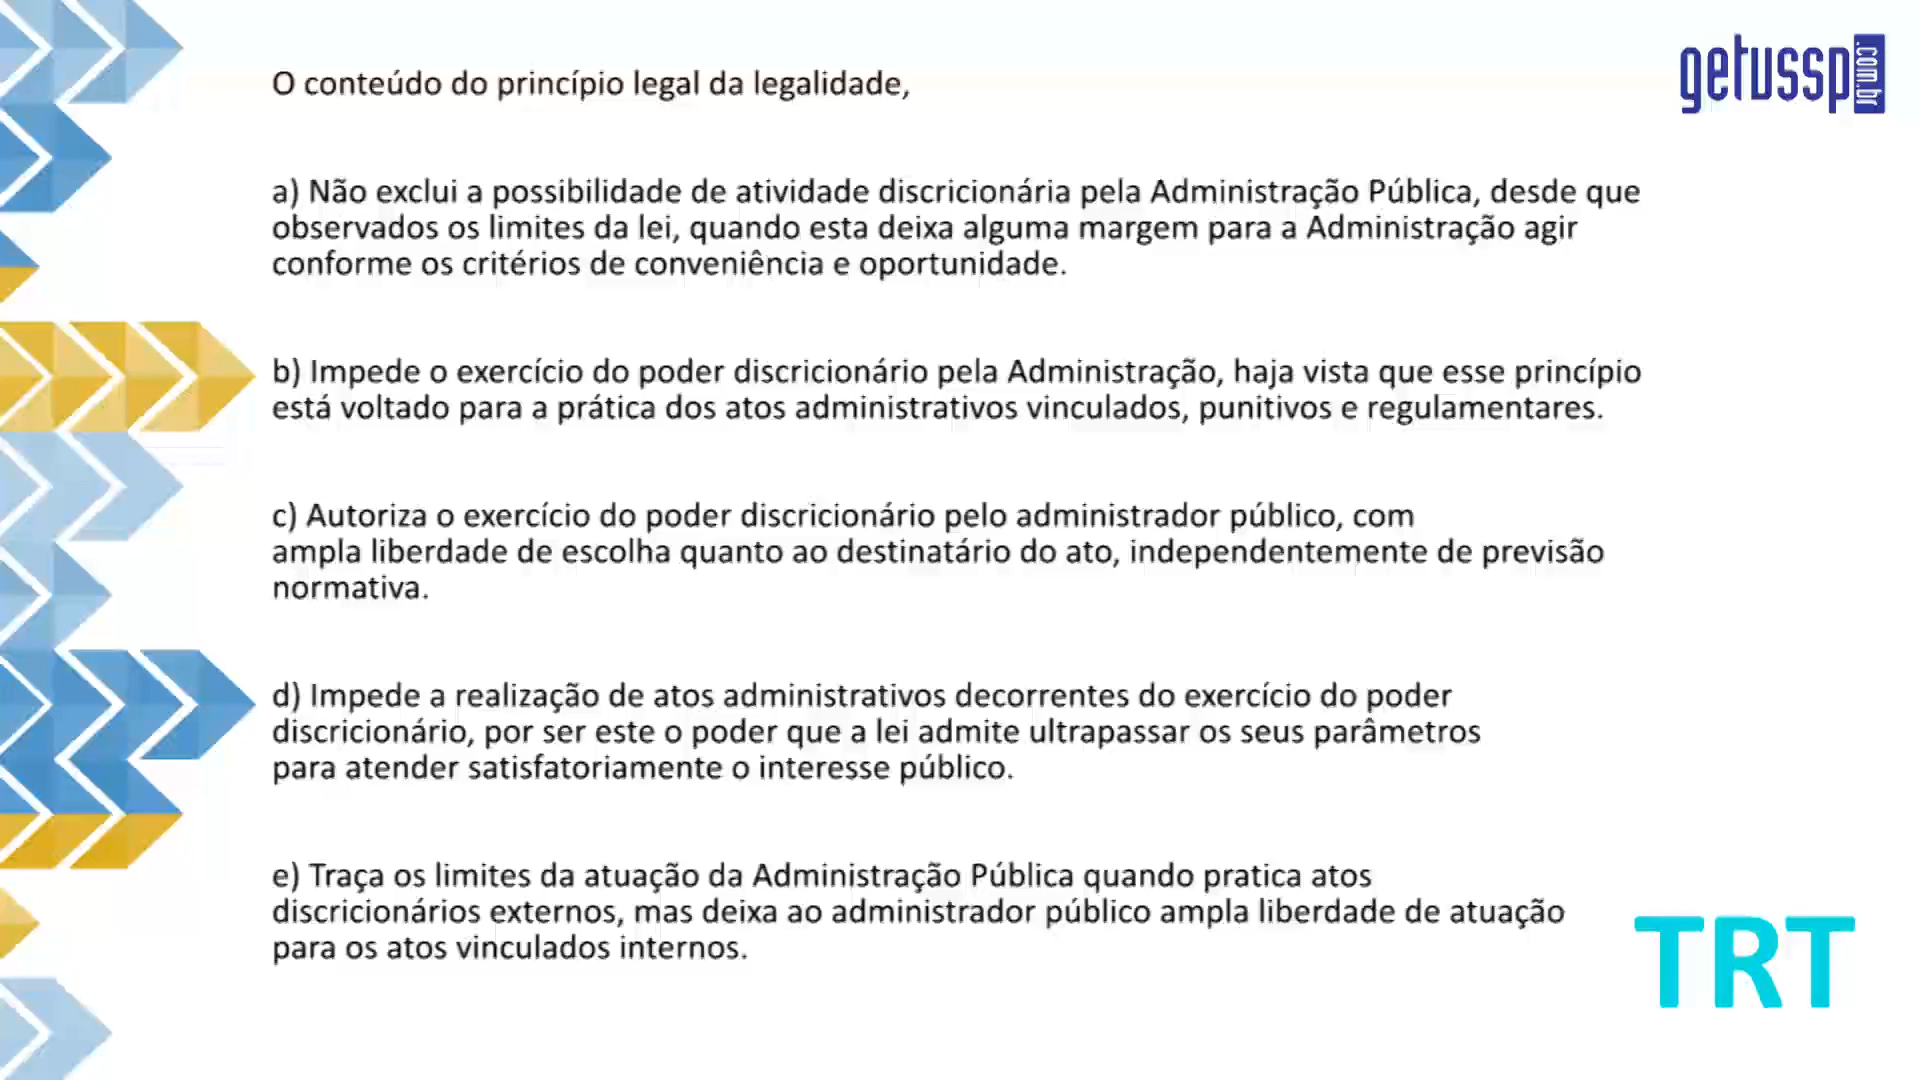 getussp.com.br
O conteúdo do princípio legal da legalidade,
a) Não exclui a possibilidade de atividade discricionária pela Administração Pública, desde que
observados os limites da lei, quando esta deixa alguma margem para a Administração agir
conforme os critérios de conveniência e oportunidade.
b) Impede o exercício do poder discricionário pela Administração, haja vista que esse princípio
está voltado para a prática dos atos administrativos vinculados, punitivos e regulamentares.
c) Autoriza o exercício do poder discricionário pelo administrador público, com
ampla liberdade de escolha quanto ao destinatário do ato, independentemente de previsão
normativa.
d) Impede a realização de atos administrativos decorrentes do exercício do poder
discricionário, por ser este o poder que a lei admite ultrapassar os seus parâmetros
para atender satisfatoriamente o interesse público.
e) Traça os limites da atuação da Administração Pública quando pratica atos
discricionários externos, mas deixa ao administrador público ampla liberdade de atuação
para os atos vinculados internos.
TRT